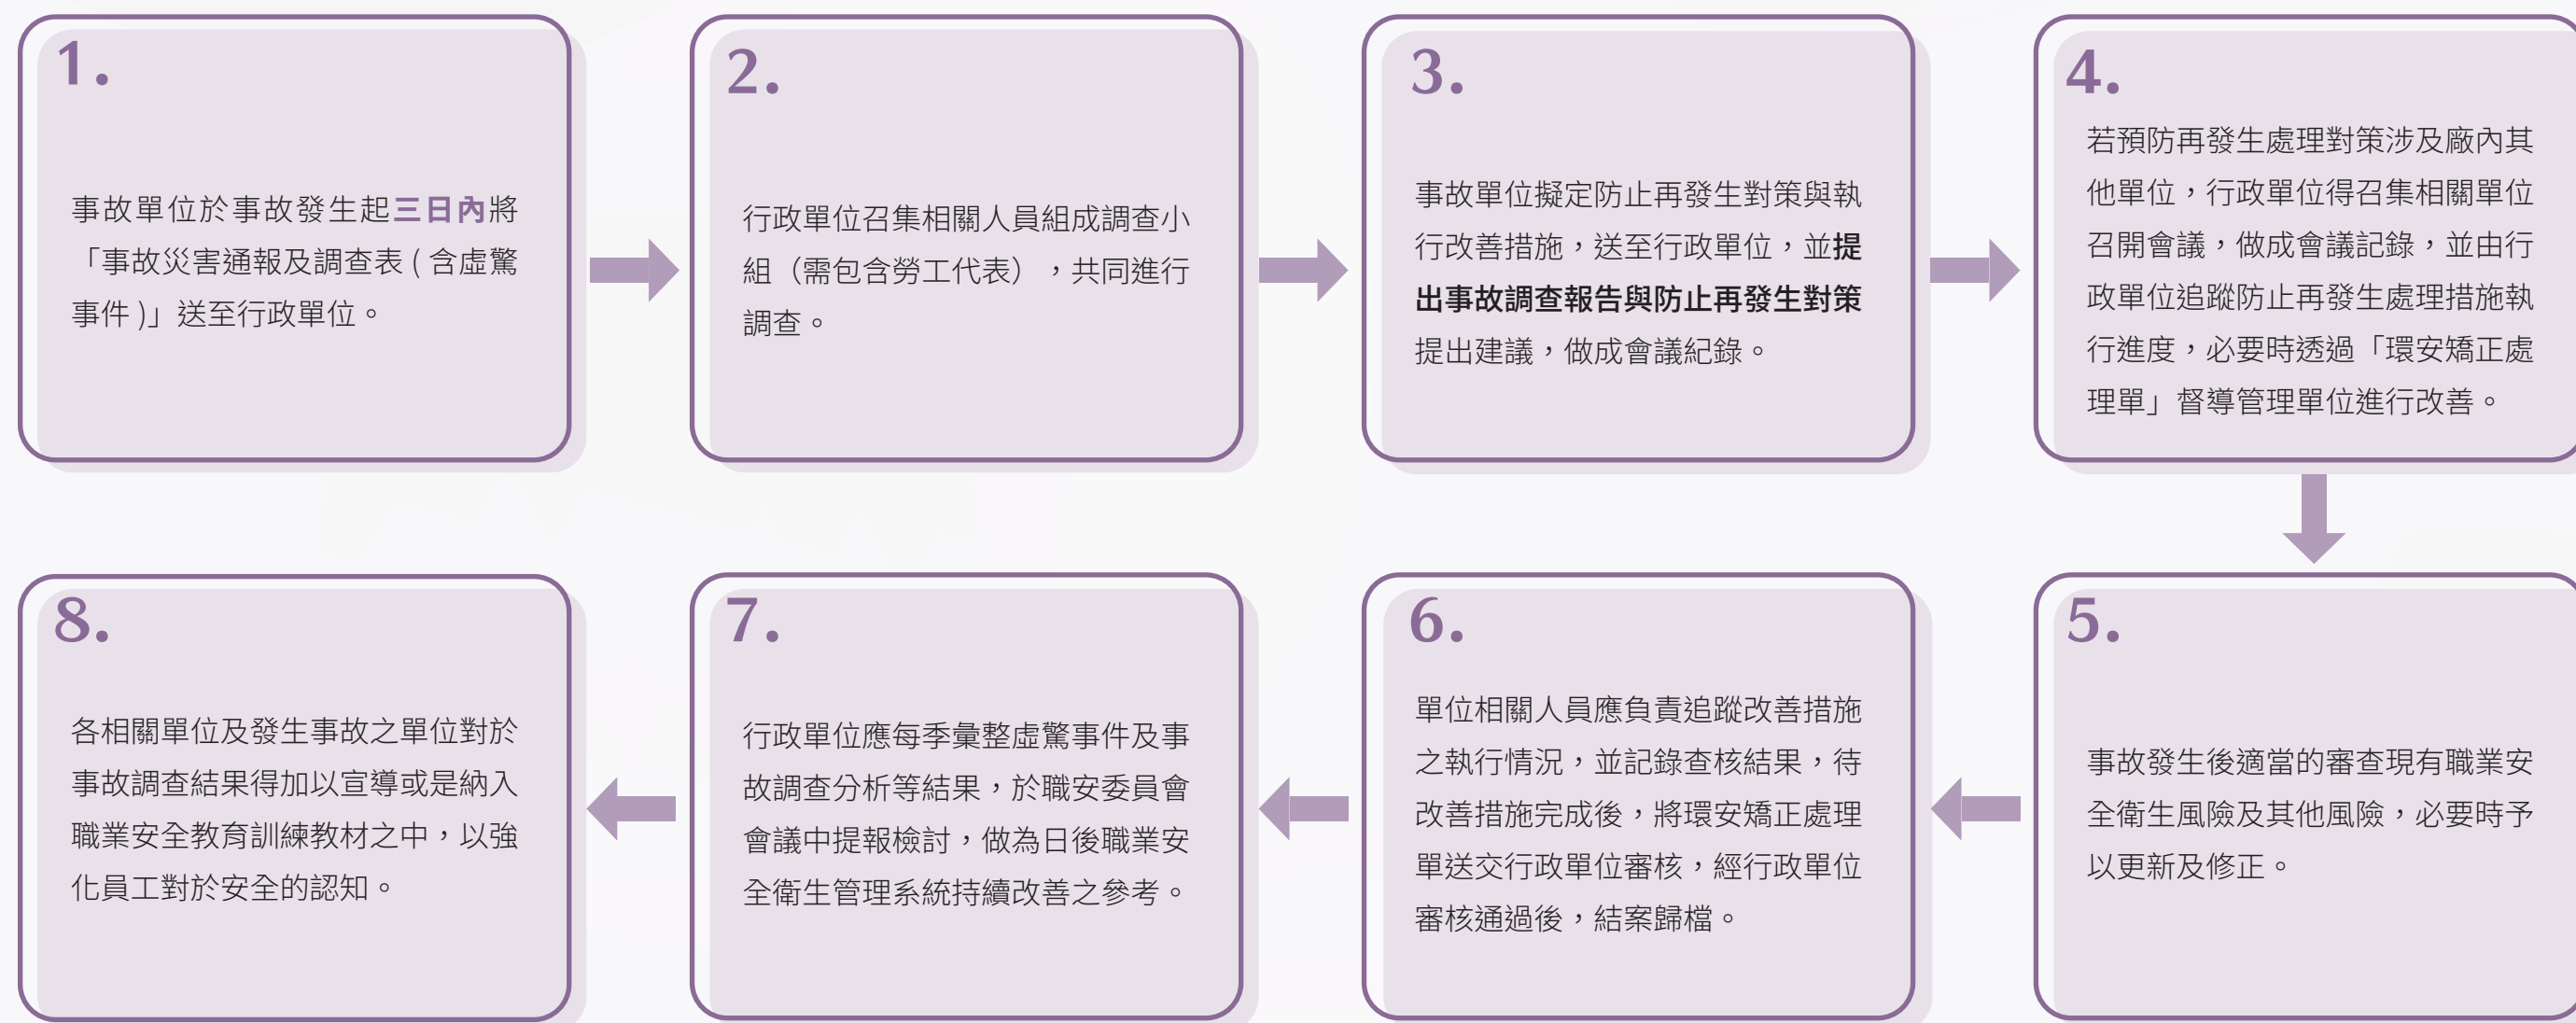 1.
事故單位於事故發生起三日內將
「事故災害通報及調查表 ( 含虛驚
事件 )」送至行政單位。
2.
行政單位召集相關人員組成調查小
組（需包含勞工代表），共同進行
調查。
3.
事故單位擬定防止再發生對策與執
行改善措施，送至行政單位，並提
出事故調查報告與防止再發生對策
提出建議，做成會議紀錄。
4.
若預防再發生處理對策涉及廠內其
他單位，行政單位得召集相關單位
召開會議，做成會議記錄，並由行
政單位追蹤防止再發生處理措施執
行進度，必要時透過「環安矯正處
理單」督導管理單位進行改善。
5.
事故發生後適當的審查現有職業安
全衛生風險及其他風險，必要時予
以更新及修正。
6.
單位相關人員應負責追蹤改善措施
之執行情況，並記錄查核結果，待
改善措施完成後，將環安矯正處理
單送交行政單位審核，經行政單位
審核通過後，結案歸檔。
7.
行政單位應每季彙整虛驚事件及事
故調查分析等結果，於職安委員會
會議中提報檢討，做為日後職業安
全衛生管理系統持續改善之參考。
8.
各相關單位及發生事故之單位對於
事故調查結果得加以宣導或是納入
職業安全教育訓練教材之中，以強
化員工對於安全的認知。